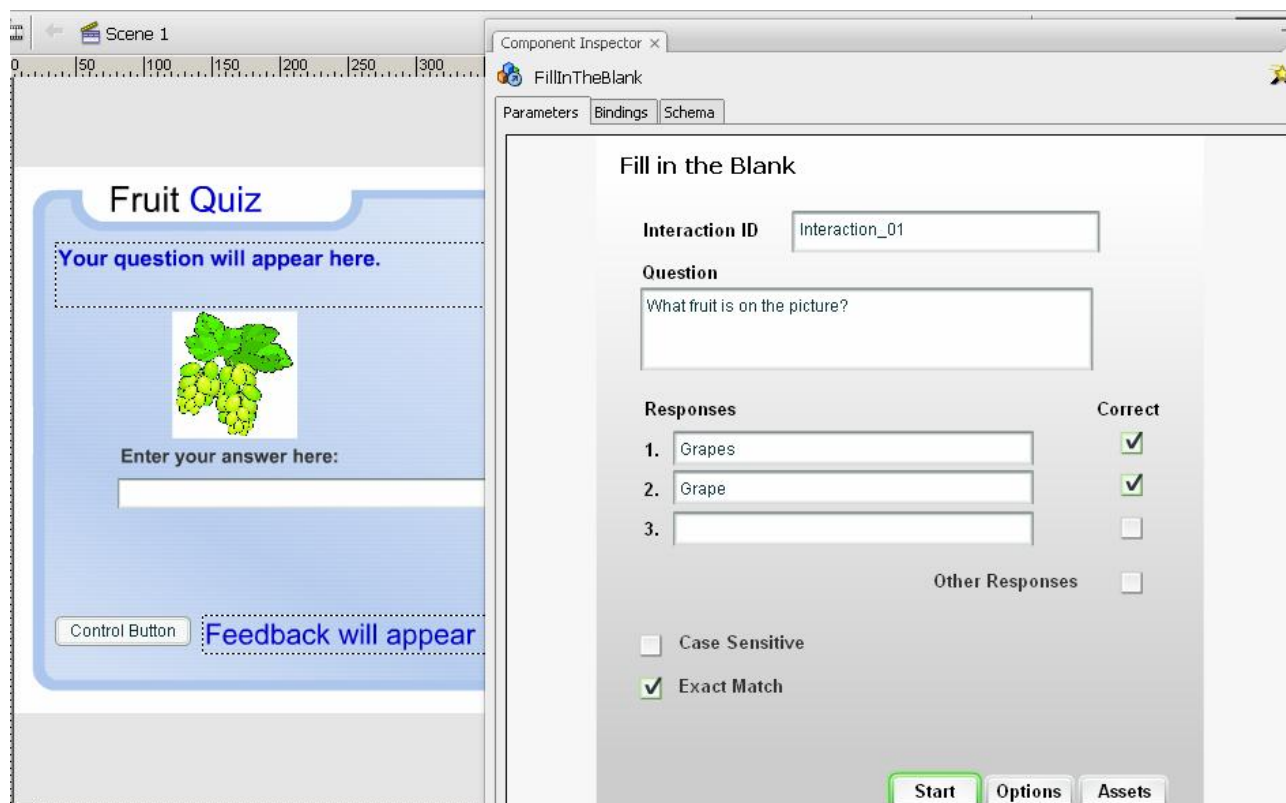 Scene 1
0 50 100 150 200 250 300
Fruit Quiz
Your question will appear here.
Enter your answer here:
Control Button
Feedback will appear
Component Inspector
FillInTheBlank
Parameters Bindings Schema
Fill in the Blank
Interaction ID Interaction_01
Question
What fruit is on the picture?
Responses Correct
1. Grapes
2. Grape
3.
Other Responses
Case Sensitive
Exact Match
Start Options Assets